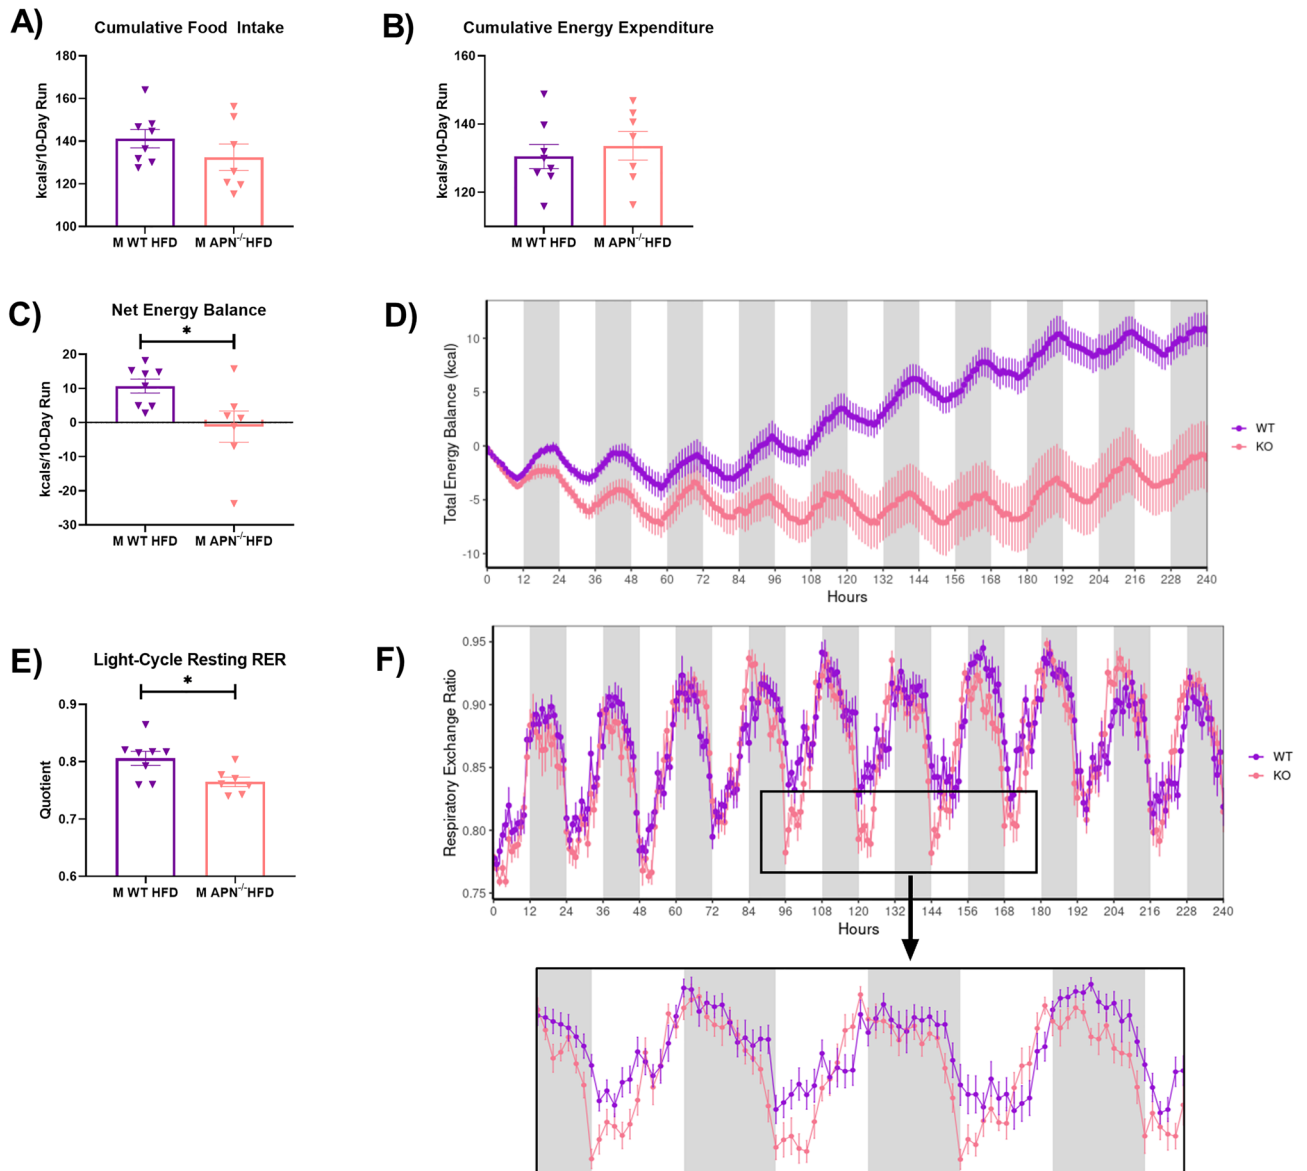 A)
Cumulative Food Intake
kcals/10-Day Run
180
160
140
120
100
M WT HFD
M APN-/-HFD
B)
Cumulative Energy Expenditure
kcals/10-Day Run
160
140
120
M WT HFD
M APN-/-HFD
C)
Net Energy Balance
*
kcals/10-Day Run
20
10
0
-10
-20
-30
M WT HFD
M APN-/-HFD
D)
Total Energy Balance (kcal)
10
5
0
-5
-10
0 12 24 36 48 60 72 84 96 108 120 132 144 156 168 180 192 204 216 228 240
Hours
WT
KO
E)
Light-Cycle Resting RER
*
Quotient
0.9
0.8
0.7
0.6
M WT HFD
M APN-/-HFD
F)
Respiratory Exchange Ratio
0.95
0.90
0.85
0.80
0.75
0 12 24 36 48 60 72 84 96 108 120 132 144 156 168 180 192 204 216 228 240
Hours
WT
KO